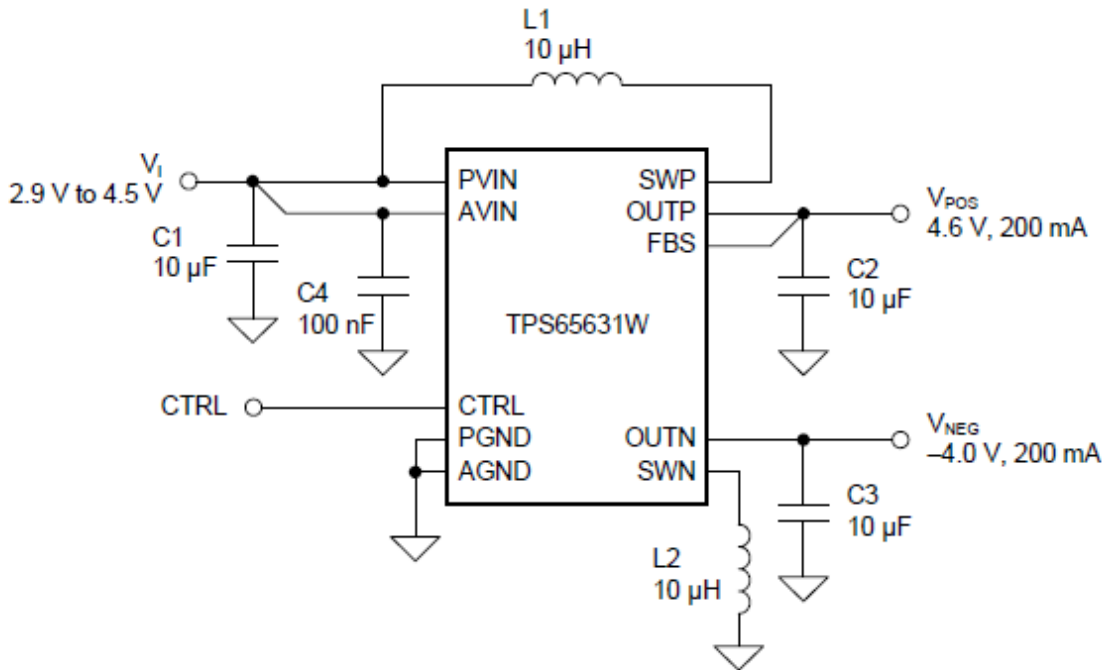 L1
10 µH
VI
2.9 V to 4.5 V
PVIN
SWP
AVIN
OUTP
VPOS
4.6 V, 200 mA
FBS
C1
10 µF
C2
10 µF
C4
100 nF
TPS65631W
CTRL
CTRL
PGND
OUTN
VNEG
–4.0 V, 200 mA
AGND
SWN
C3
10 µF
L2
10 µH